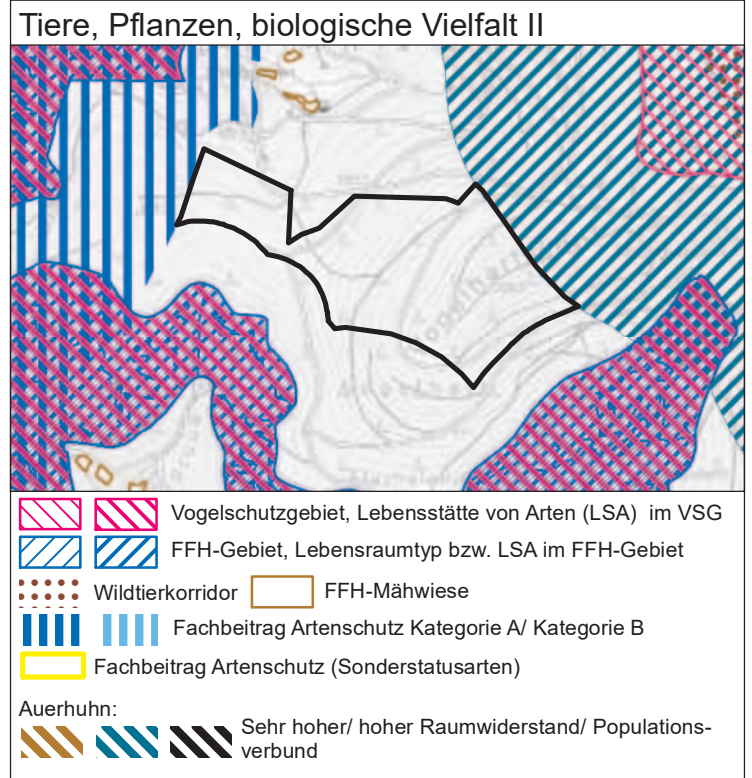 Tiere, Pflanzen, biologische Vielfalt II
Vogelschutzgebiet, Lebensstätte von Arten (LSA) im VSG
FFH-Gebiet, Lebensraumtyp bzw. LSA im FFH-Gebiet
Wildtierkorridor FFH-Mähwiese
Fachbeitrag Artenschutz Kategorie A/ Kategorie B
Fachbeitrag Artenschutz (Sonderstatusarten)
Auerhuhn:
Sehr hoher/ hoher Raumwiderstand/ Populations-
verbund